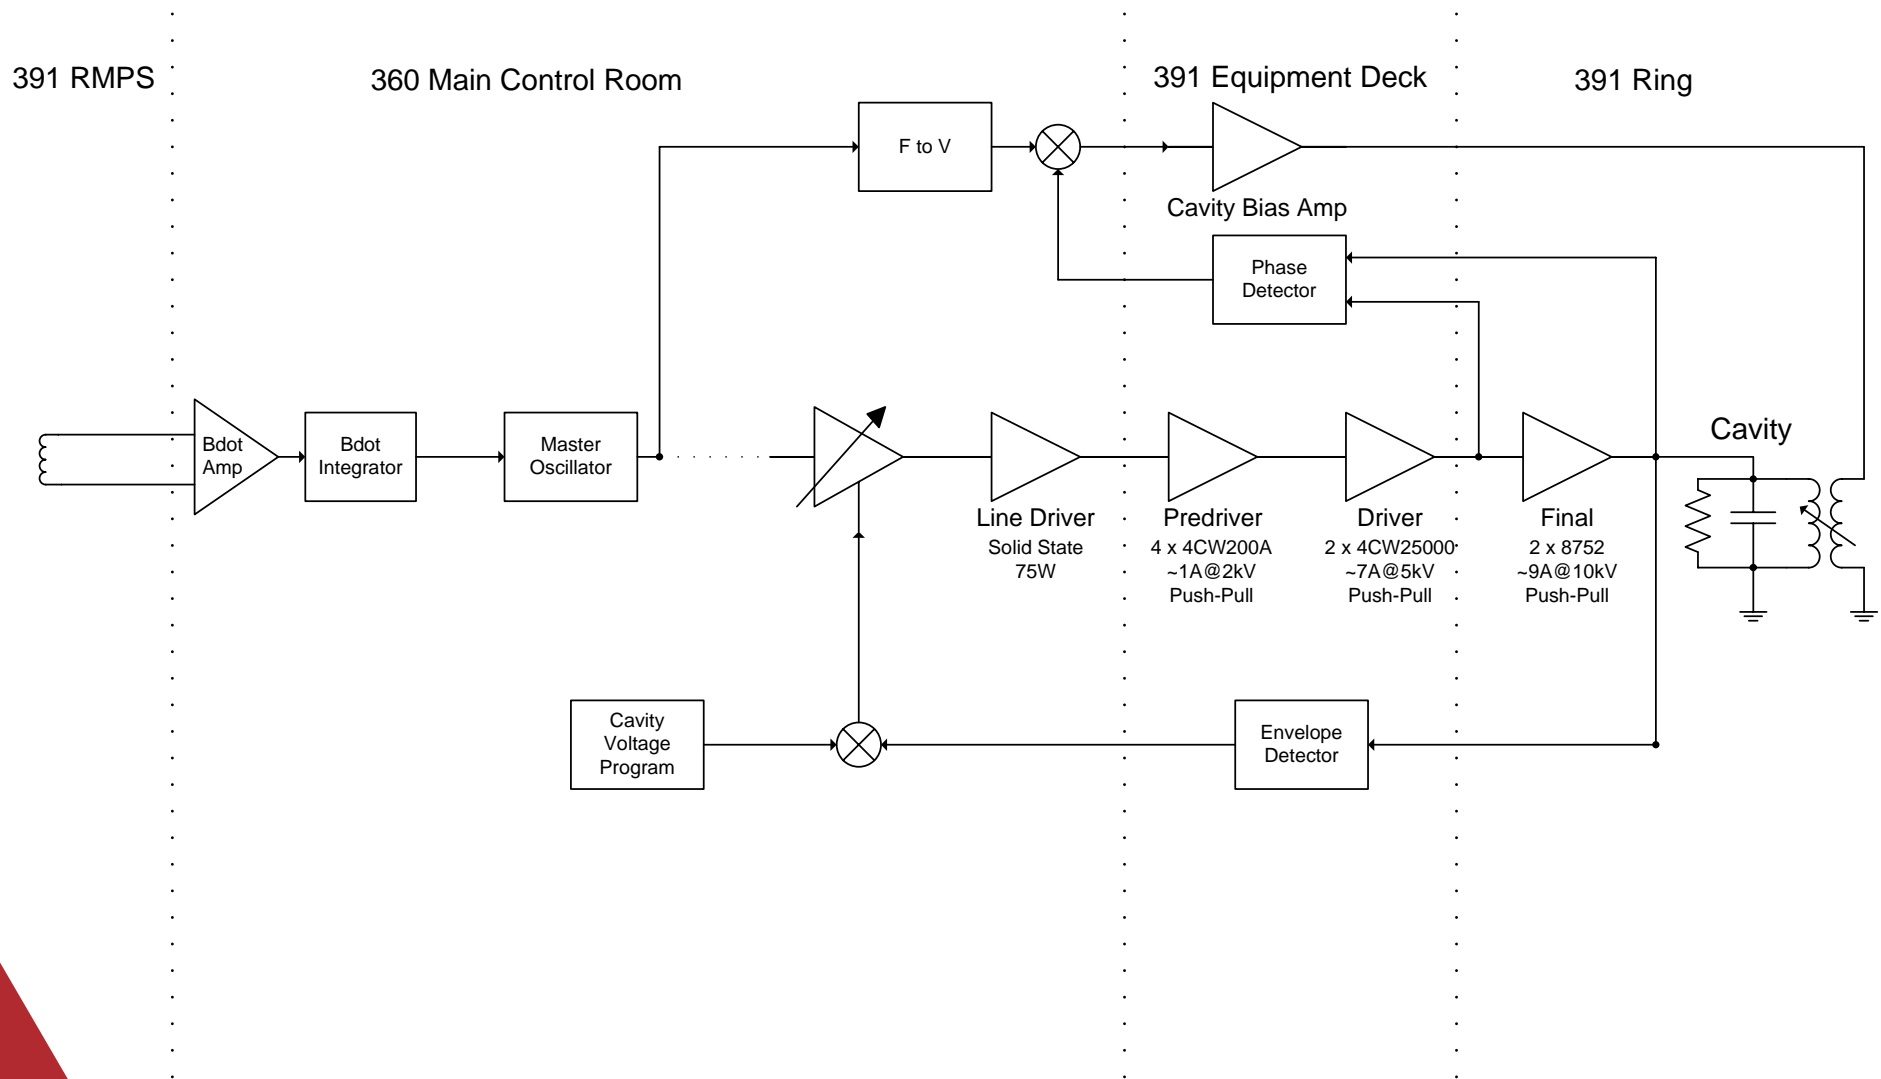 391 RMPS
360 Main Control Room
391 Equipment Deck
391 Ring
F to V
Cavity Bias Amp
Phase
Detector
Bdot
Amp
Bdot
Integrator
Master
Oscillator
Line Driver
Solid State
75W
Predriver
4 x 4CW200A
~1A@2kV
Push-Pull
Driver
2 x 4CW25000
~7A@5kV
Push-Pull
Final
2 x 8752
~9A@10kV
Push-Pull
Cavity
Cavity
Voltage
Program
Envelope
Detector